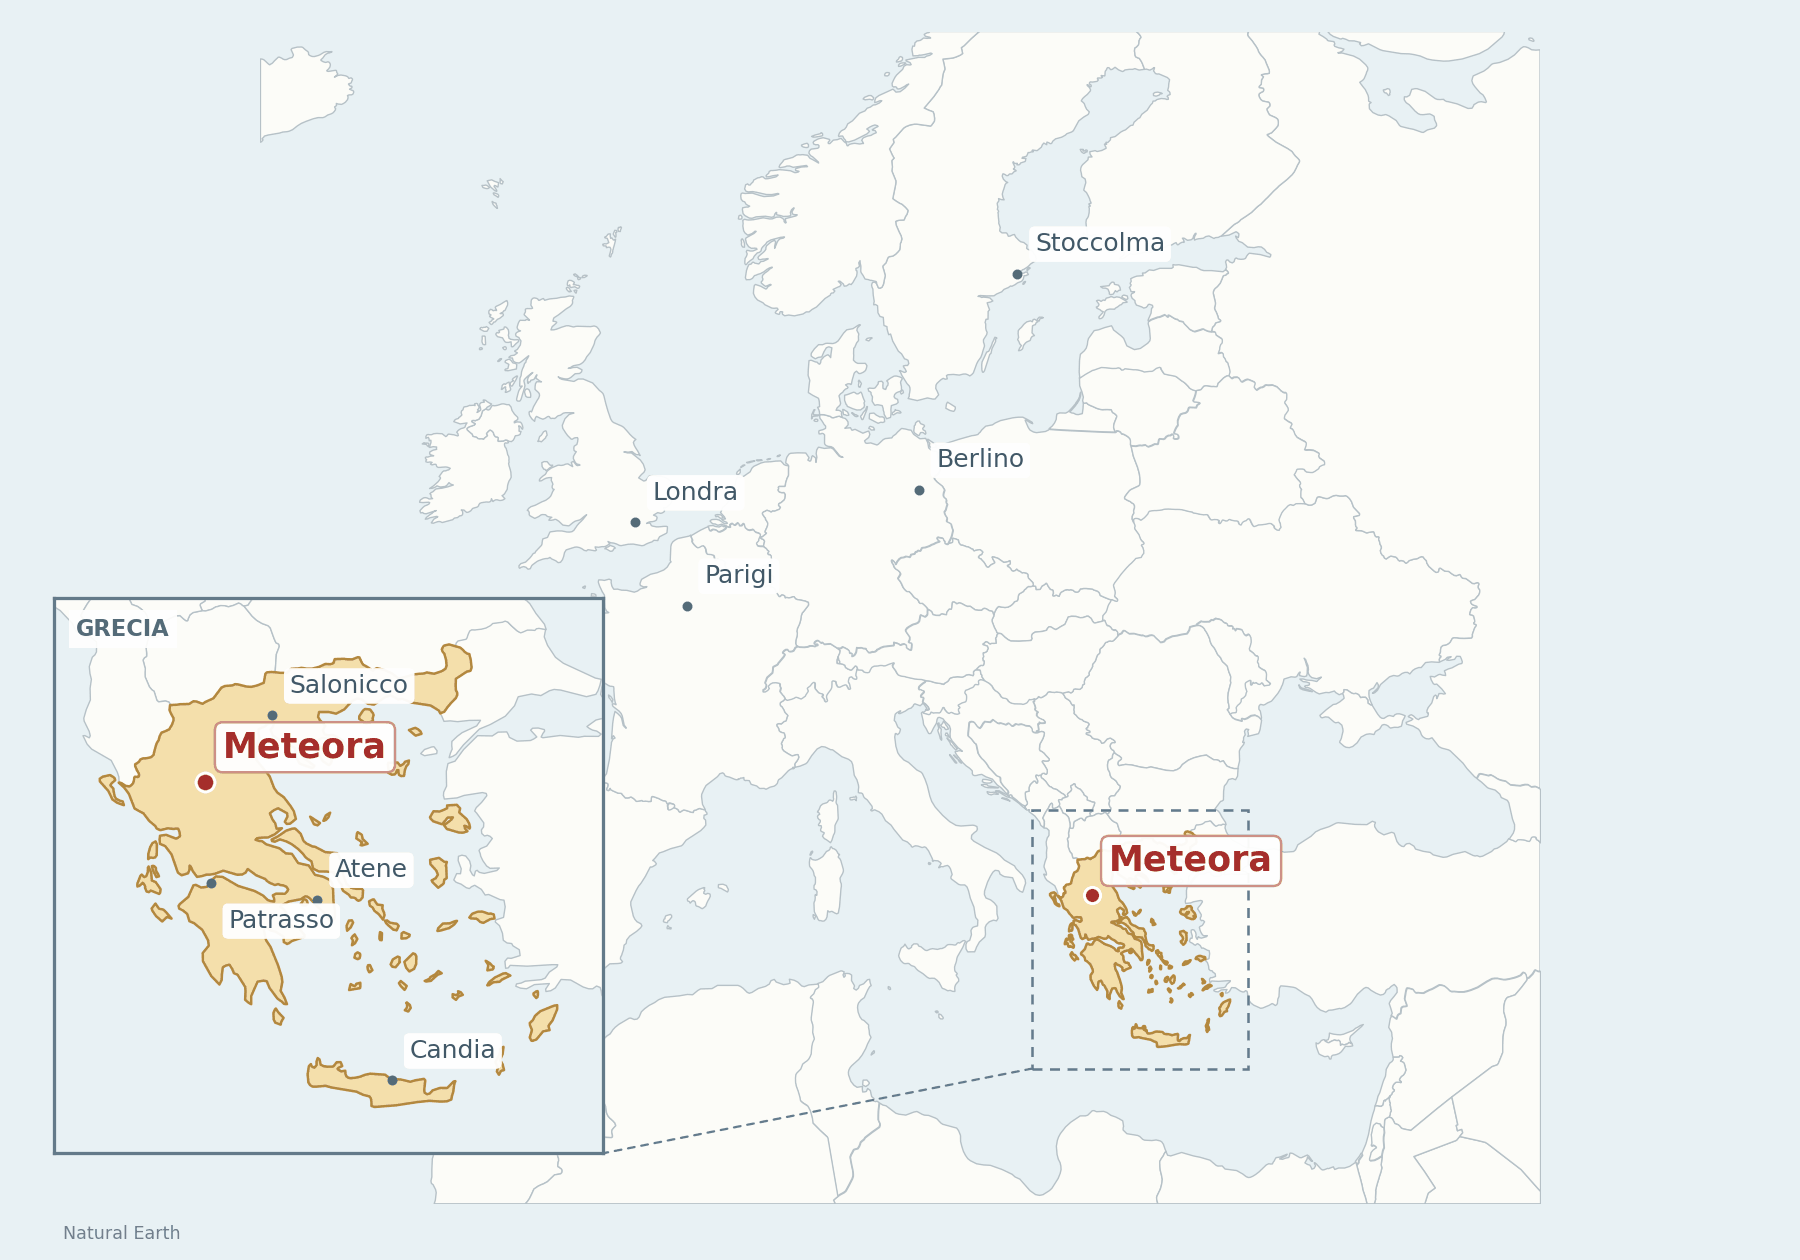 Stoccolma
Berlino
Londra
Parigi
GRECIA
Salonicco
Meteora
Atene
Patrasso
Candia
Meteora
Natural Earth